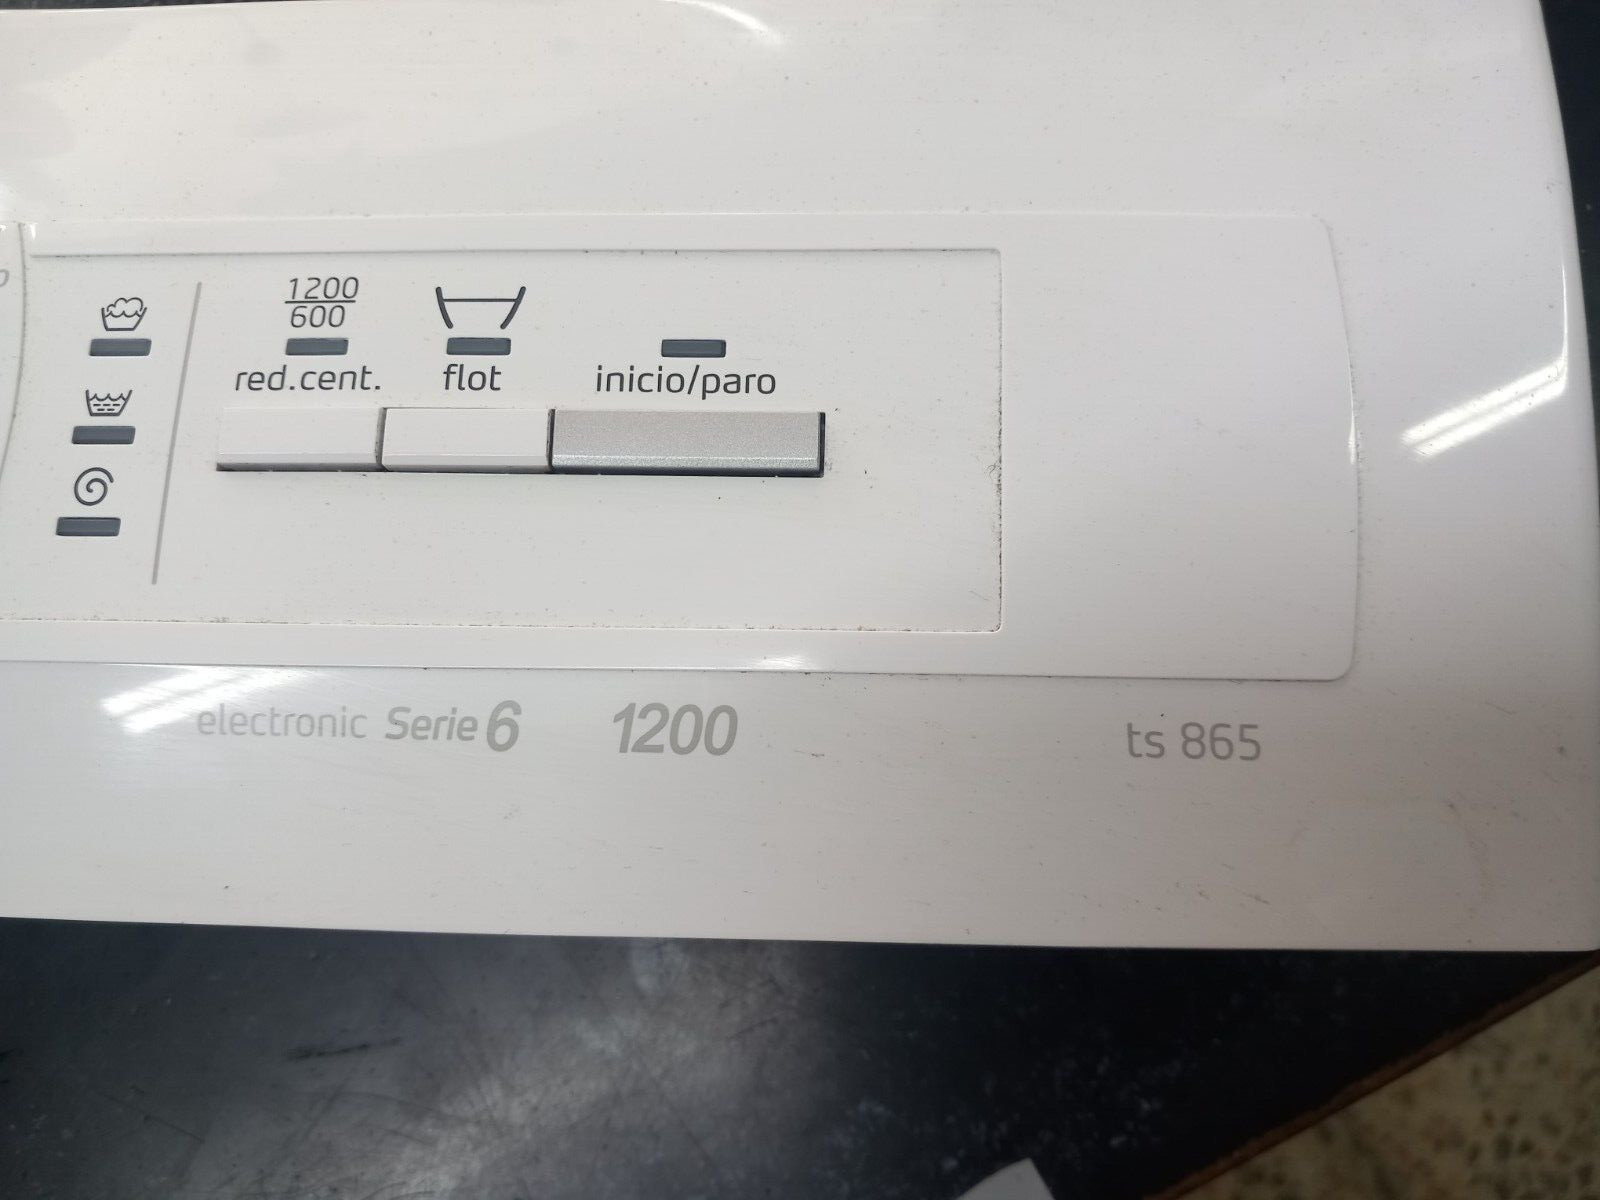 1200
600
red.cent.
flot
inicio/paro
electronic Serie 6
1200
ts 865